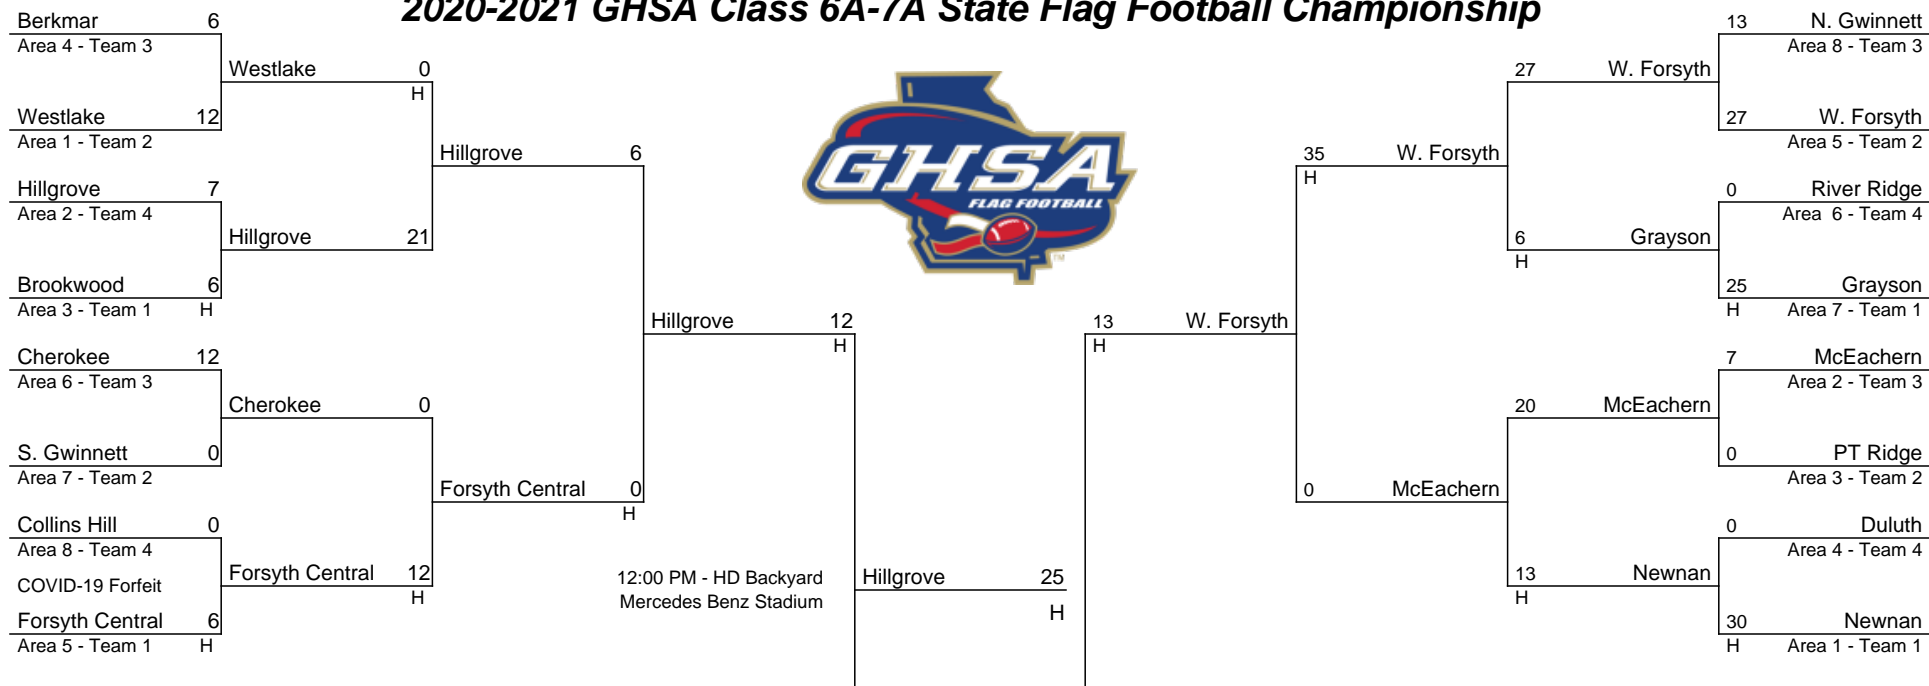 2020-2021 GHSA Class 6A-7A State Flag Football Championship
Berkmar 6
Area 4 - Team 3
Westlake 0
H
Westlake 12
Area 1 - Team 2
Hillgrove 6
Hillgrove 7
Area 2 - Team 4
Hillgrove 21
Brookwood 6
Area 3 - Team 1 H
Hillgrove 12
H
Cherokee 12
Area 6 - Team 3
Cherokee 0
S. Gwinnett 0
Area 7 - Team 2
Forsyth Central 0
H
Collins Hill 0
Area 8 - Team 4
COVID-19 Forfeit
Forsyth Central 12
H
Forsyth Central 6
Area 5 - Team 1 H
12:00 PM - HD Backyard
Mercedes Benz Stadium
Hillgrove 25
H
GHSA
FLAG FOOTBALL
TM
13 N. Gwinnett
Area 8 - Team 3
27 W. Forsyth
27 W. Forsyth
Area 5 - Team 2
35 W. Forsyth
H
0 River Ridge
Area 6 - Team 4
6 Grayson
H
25 Grayson
H Area 7 - Team 1
13 W. Forsyth
H
7 McEachern
Area 2 - Team 3
20 McEachern
0 PT Ridge
Area 3 - Team 2
0 McEachern
0 Duluth
Area 4 - Team 4
13 Newnan
H
30 Newnan
H Area 1 - Team 1